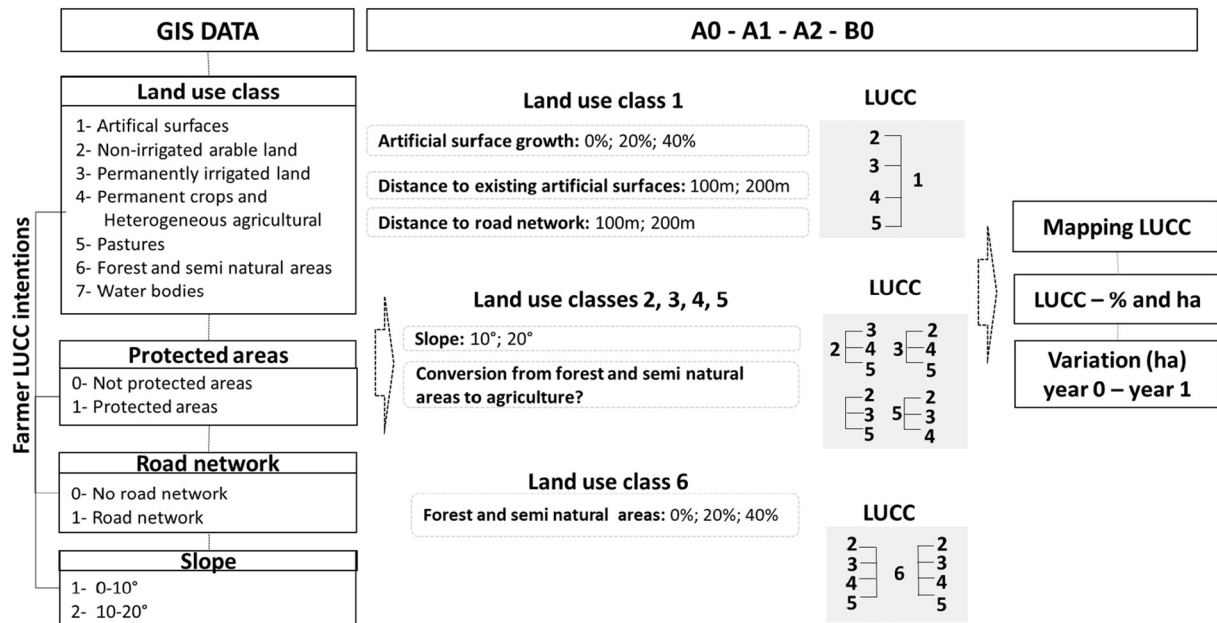 GIS DATA
A0 - A1 - A2 - B0
Farmer LUCC intentions
Land use class
1- Artifical surfaces
2- Non-irrigated arable land
3- Permanently irrigated land
4- Permanent crops and
Heterogeneous agricultural
5- Pastures
6- Forest and semi natural areas
7- Water bodies
Protected areas
0- Not protected areas
1- Protected areas
Road network
0- No road network
1- Road network
Slope
1- 0-10°
2- 10-20°
Land use class 1
Artificial surface growth: 0%; 20%; 40%
Distance to existing artificial surfaces: 100m; 200m
Distance to road network: 100m; 200m
LUCC
2
3
1
4
5
Land use classes 2, 3, 4, 5
Slope: 10°; 20°
Conversion from forest and semi natural
areas to agriculture?
LUCC
3 2
2 4 3 4
5 5
2 2
3 5 3
5 4
Land use class 6
Forest and semi natural areas: 0%; 20%; 40%
LUCC
2 2
3 3
6
4 4
5 5
Mapping LUCC
LUCC – % and ha
Variation (ha)
year 0 – year 1